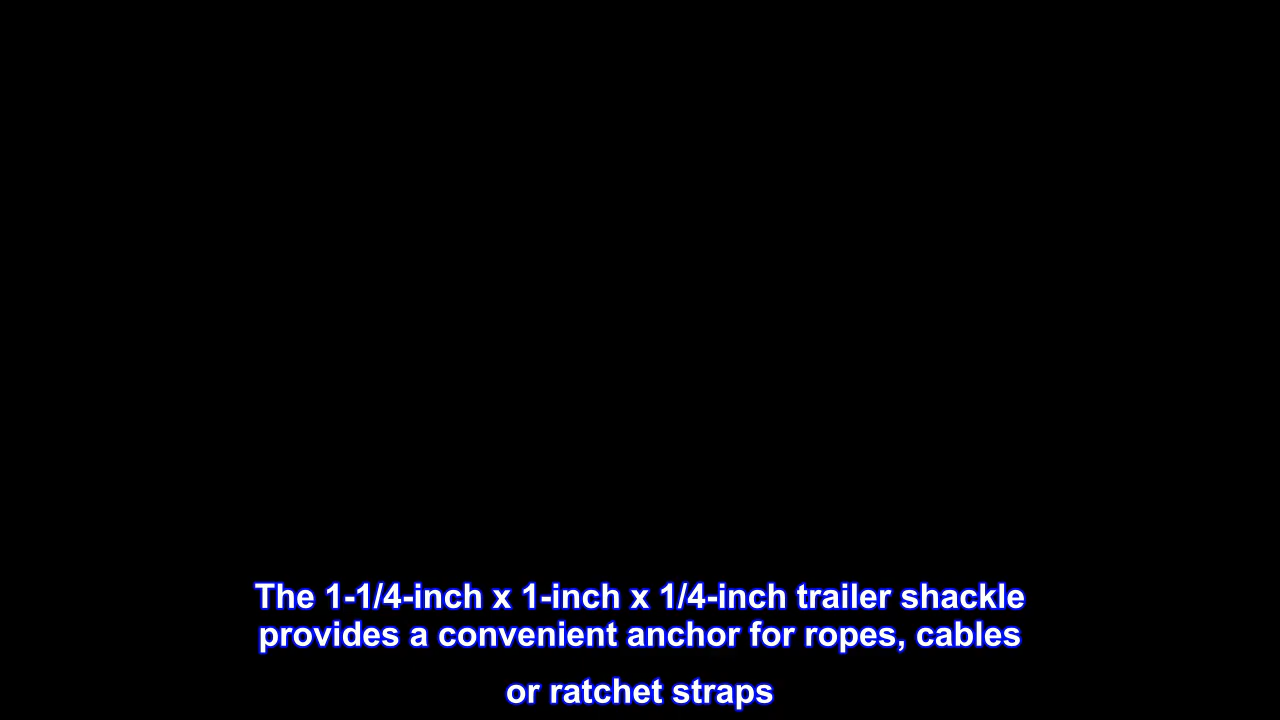 The 1-1/4-inch x 1-inch x 1/4-inch trailer shackle
provides a convenient anchor for ropes, cables
or ratchet straps